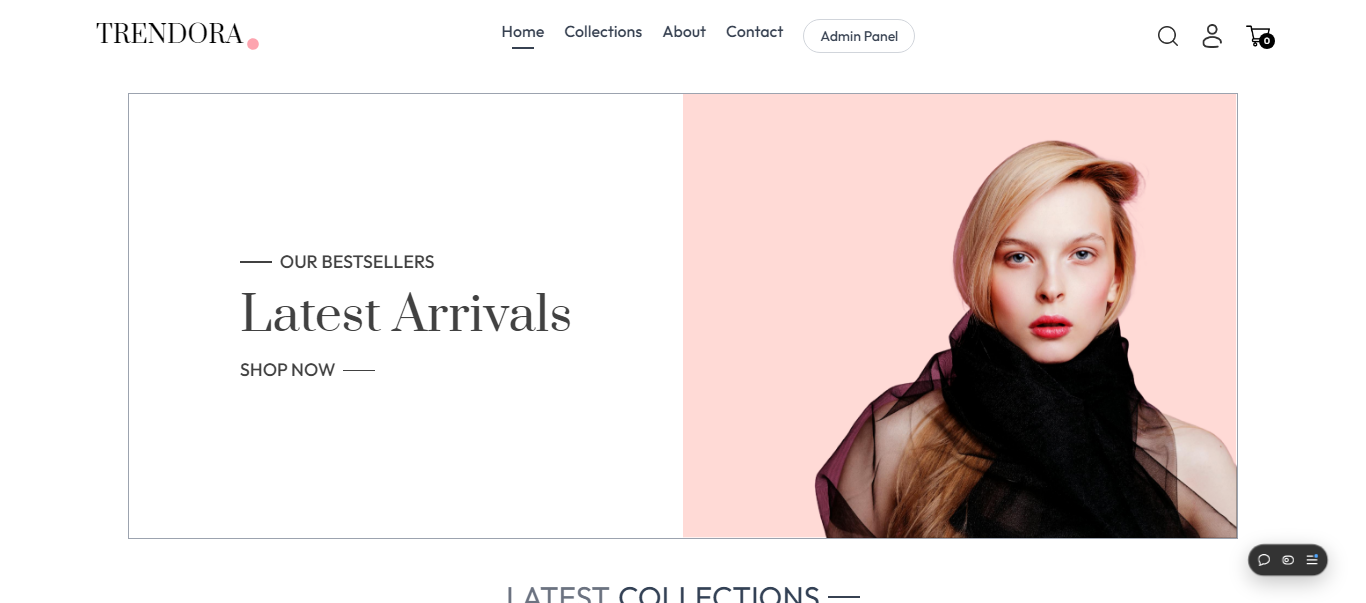 TRENDORA
Home Collections About Contact Admin Panel
0
OUR BESTSELLERS
Latest Arrivals
SHOP NOW
LATEST COLLECTIONS